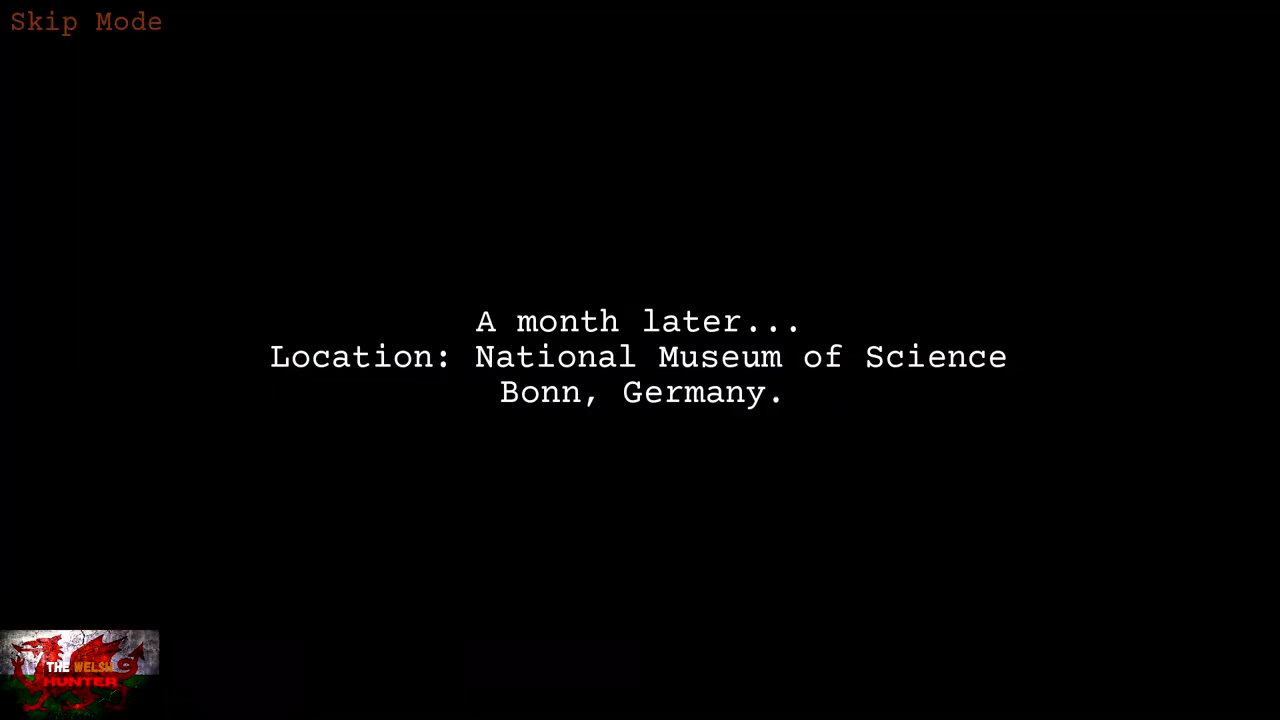 Skip Mode
A month later...
Location: National Museum of Science
Bonn, Germany.
THE WELSH
HUNTER